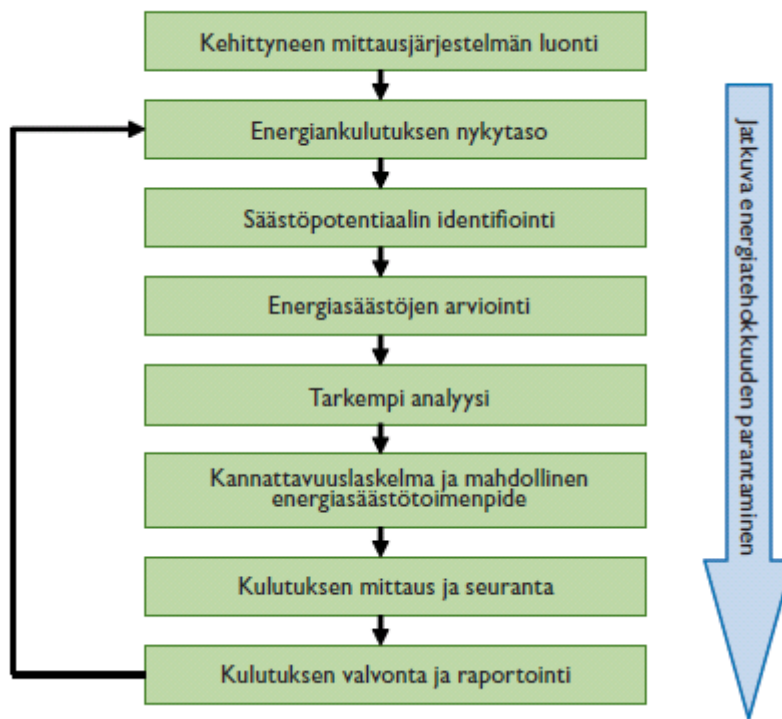 Kehittyneen mittausjärjestelmän luonti
Energiankulutuksen nykytaso
Säästöpotentiaalin identifiointi
Energiasäästöjen arviointi
Tarkempi analyysi
Kannattavuuslaskelma ja mahdollinen
energiasäästötoimenpide
Kulutuksen mittaus ja seuranta
Kulutuksen valvonta ja raportointi
Jatkuva energiatehokkuuden parantaminen